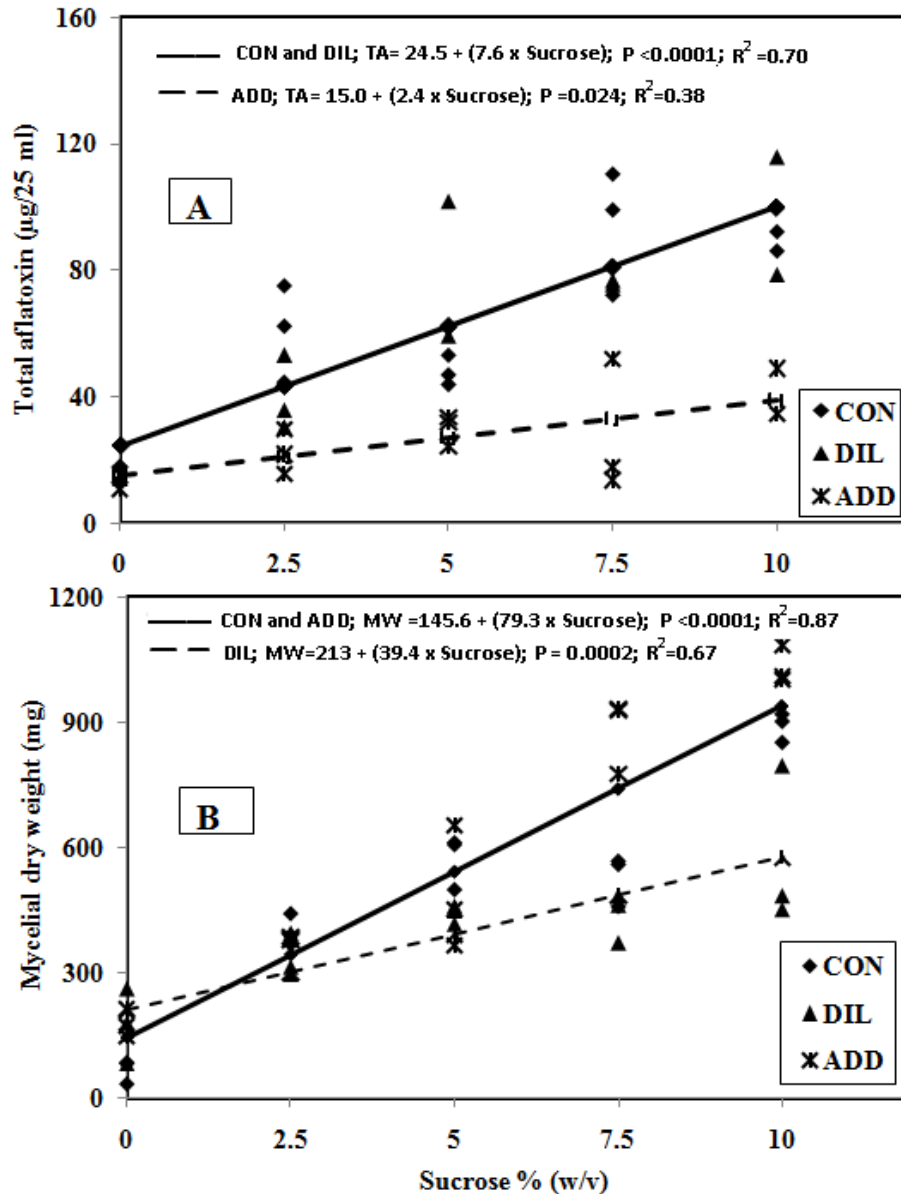 160
CON and DIL; TA= 24.5 + (7.6 x Sucrose); P <0.0001; R²=0.70
ADD; TA= 15.0 + (2.4 x Sucrose); P =0.024; R²=0.38
120
A
80
40
0
Total aflatoxin (µg/25 ml)
CON
DIL
ADD
0 2.5 5 7.5 10
1200
CON and ADD; MW =145.6 + (79.3 x Sucrose); P <0.0001; R²=0.87
DIL; MW=213 + (39.4 x Sucrose); P = 0.0002; R²=0.67
900
B
600
300
0
Mycelial dry weight (mg)
CON
DIL
ADD
0 2.5 5 7.5 10
Sucrose % (w/v)